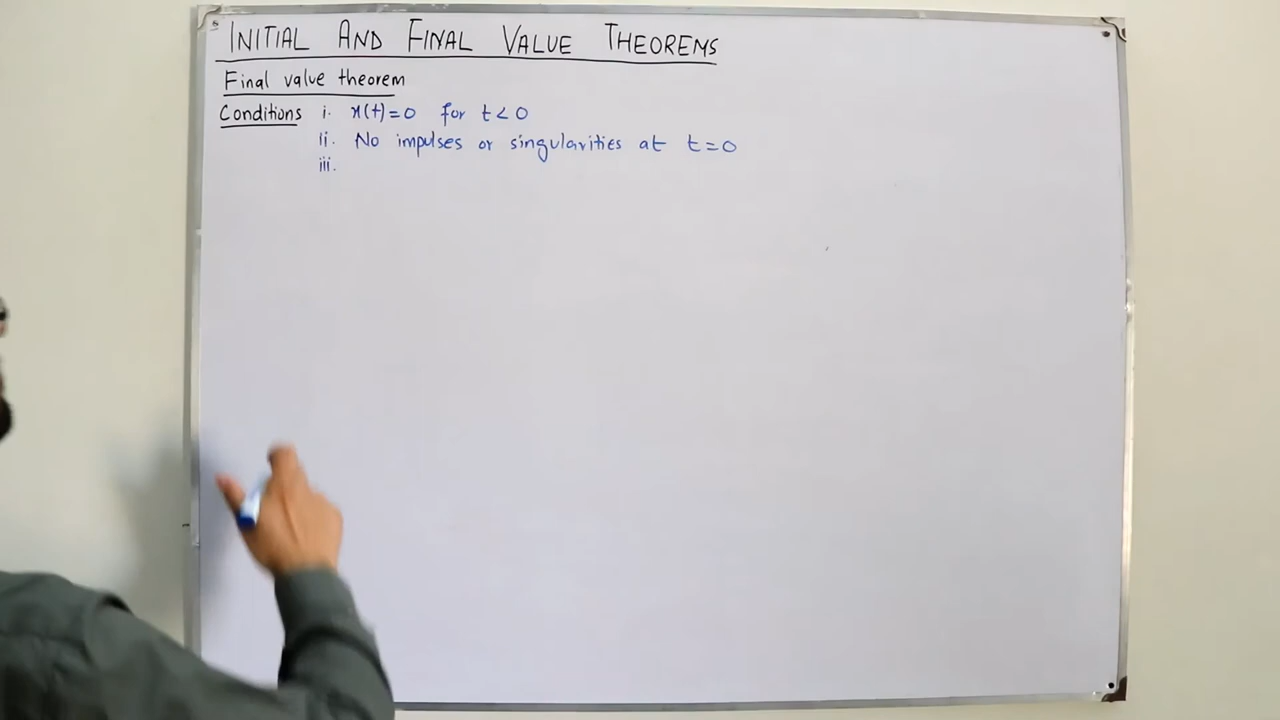 INITIAL AND FINAL VALUE THEOREMS
Final value theorem
Conditions i. x(t)=0 for t<0
ii. No impulses or singularities at t=0
iii.